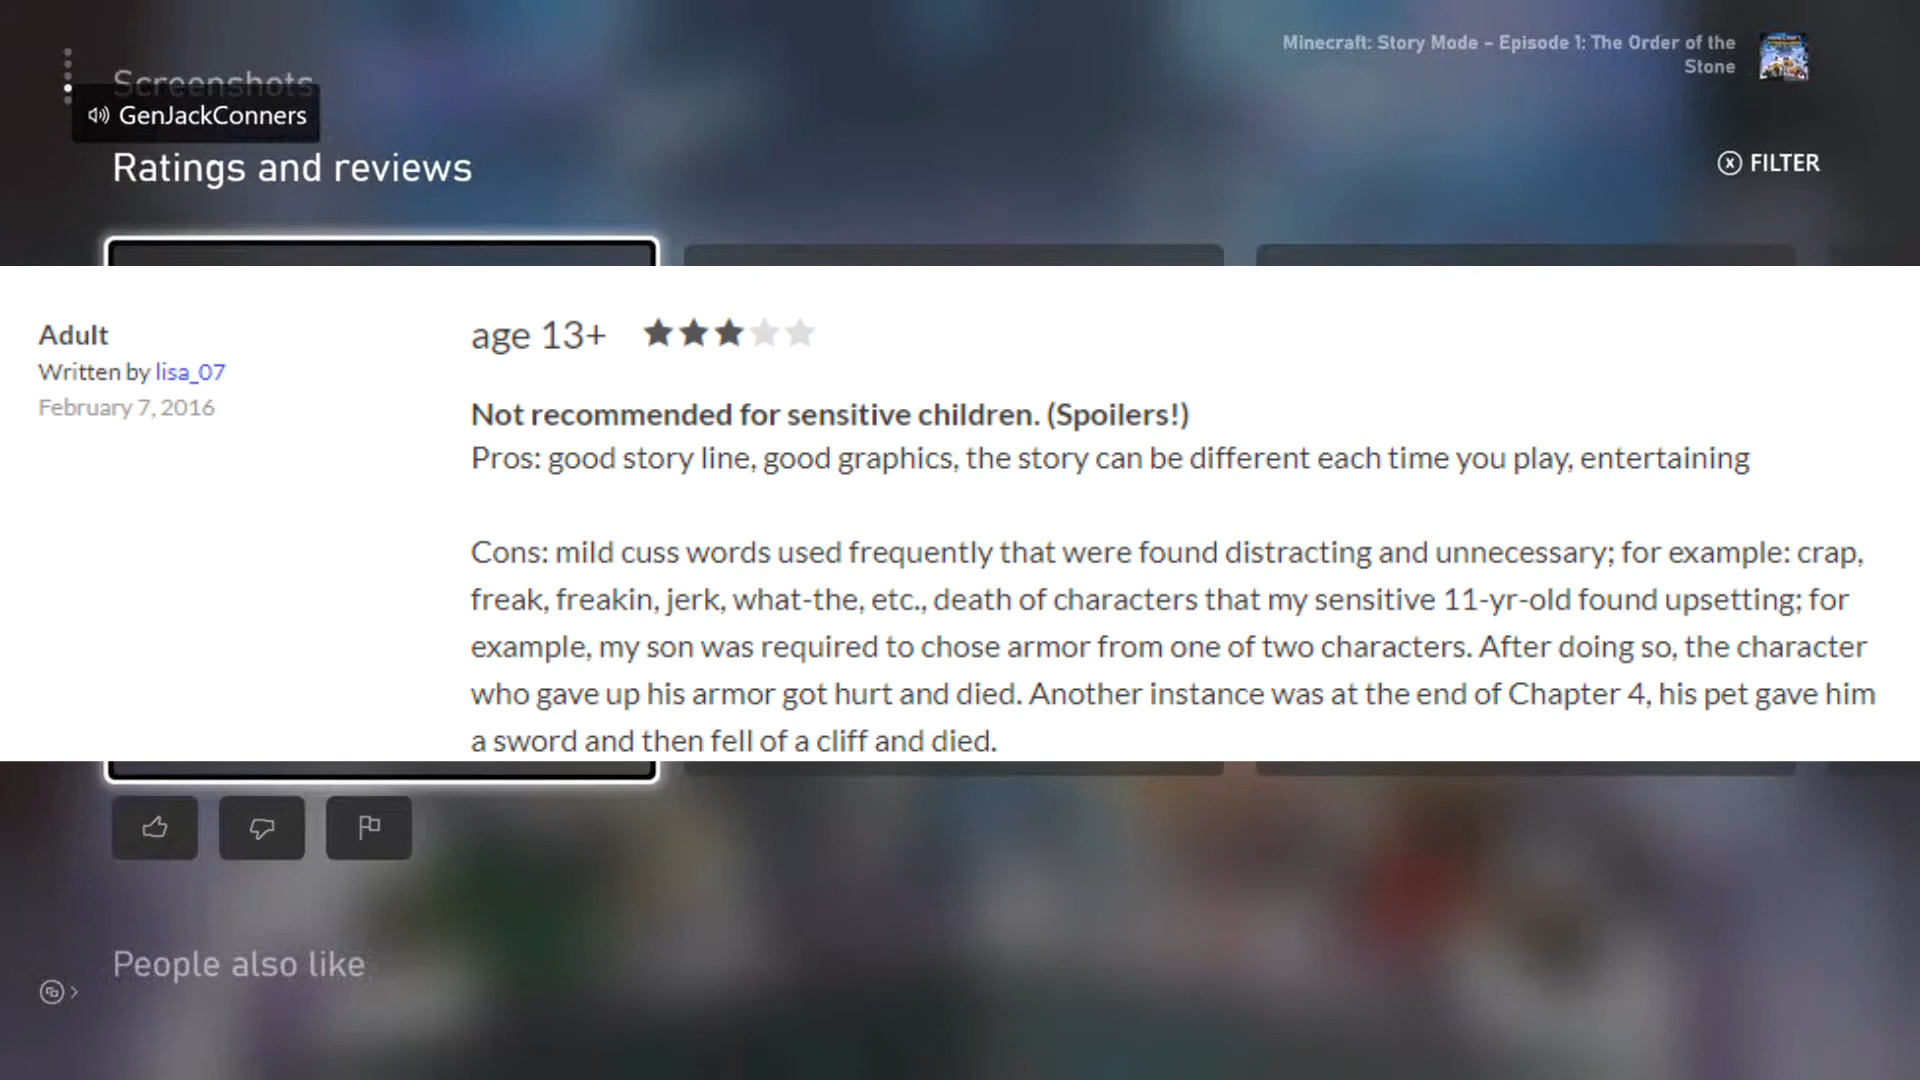 Minecraft: Story Mode - Episode 1: The Order of the
Stone
Screenshots
GenJackConners
Ratings and reviews
X FILTER
Adult
Written by lisa_07
February 7, 2016
age 13+
Not recommended for sensitive children. (Spoilers!)
Pros: good story line, good graphics, the story can be different each time you play, entertaining
Cons: mild cuss words used frequently that were found distracting and unnecessary; for example: crap,
freak, freakin, jerk, what-the, etc., death of characters that my sensitive 11-yr-old found upsetting; for
example, my son was required to chose armor from one of two characters. After doing so, the character
who gave up his armor got hurt and died. Another instance was at the end of Chapter 4, his pet gave him
a sword and then fell of a cliff and died.
People also like